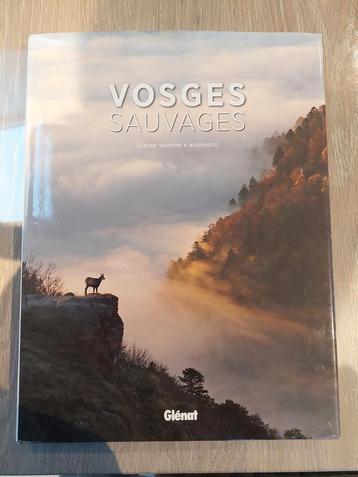 VOSGES
SAUVAGES
CLAUDE VAUTRIN • BIOSPHOTO
Glénat